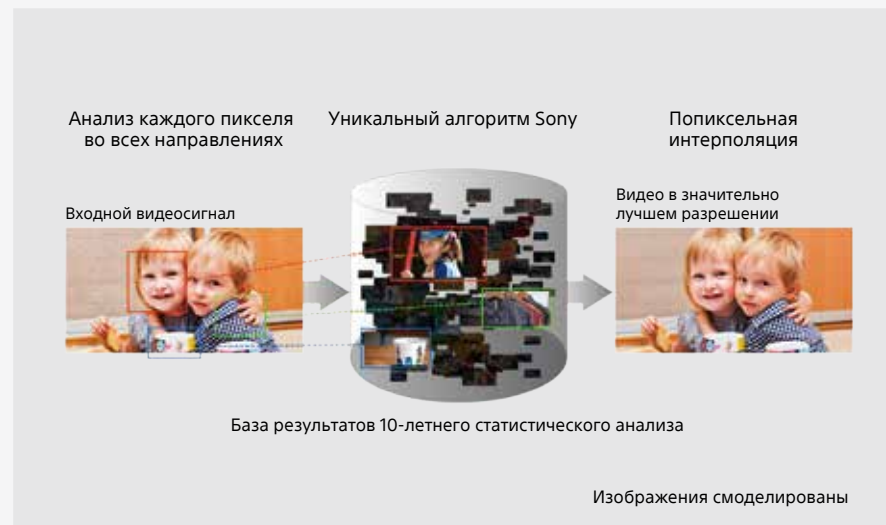 Анализ каждого пикселя
во всех направлениях
Уникальный алгоритм Sony
Попиксельная
интерполяция
Входной видеосигнал
Видео в значительно
лучшем разрешении
База результатов 10-летнего статистического анализа
Изображения смоделированы